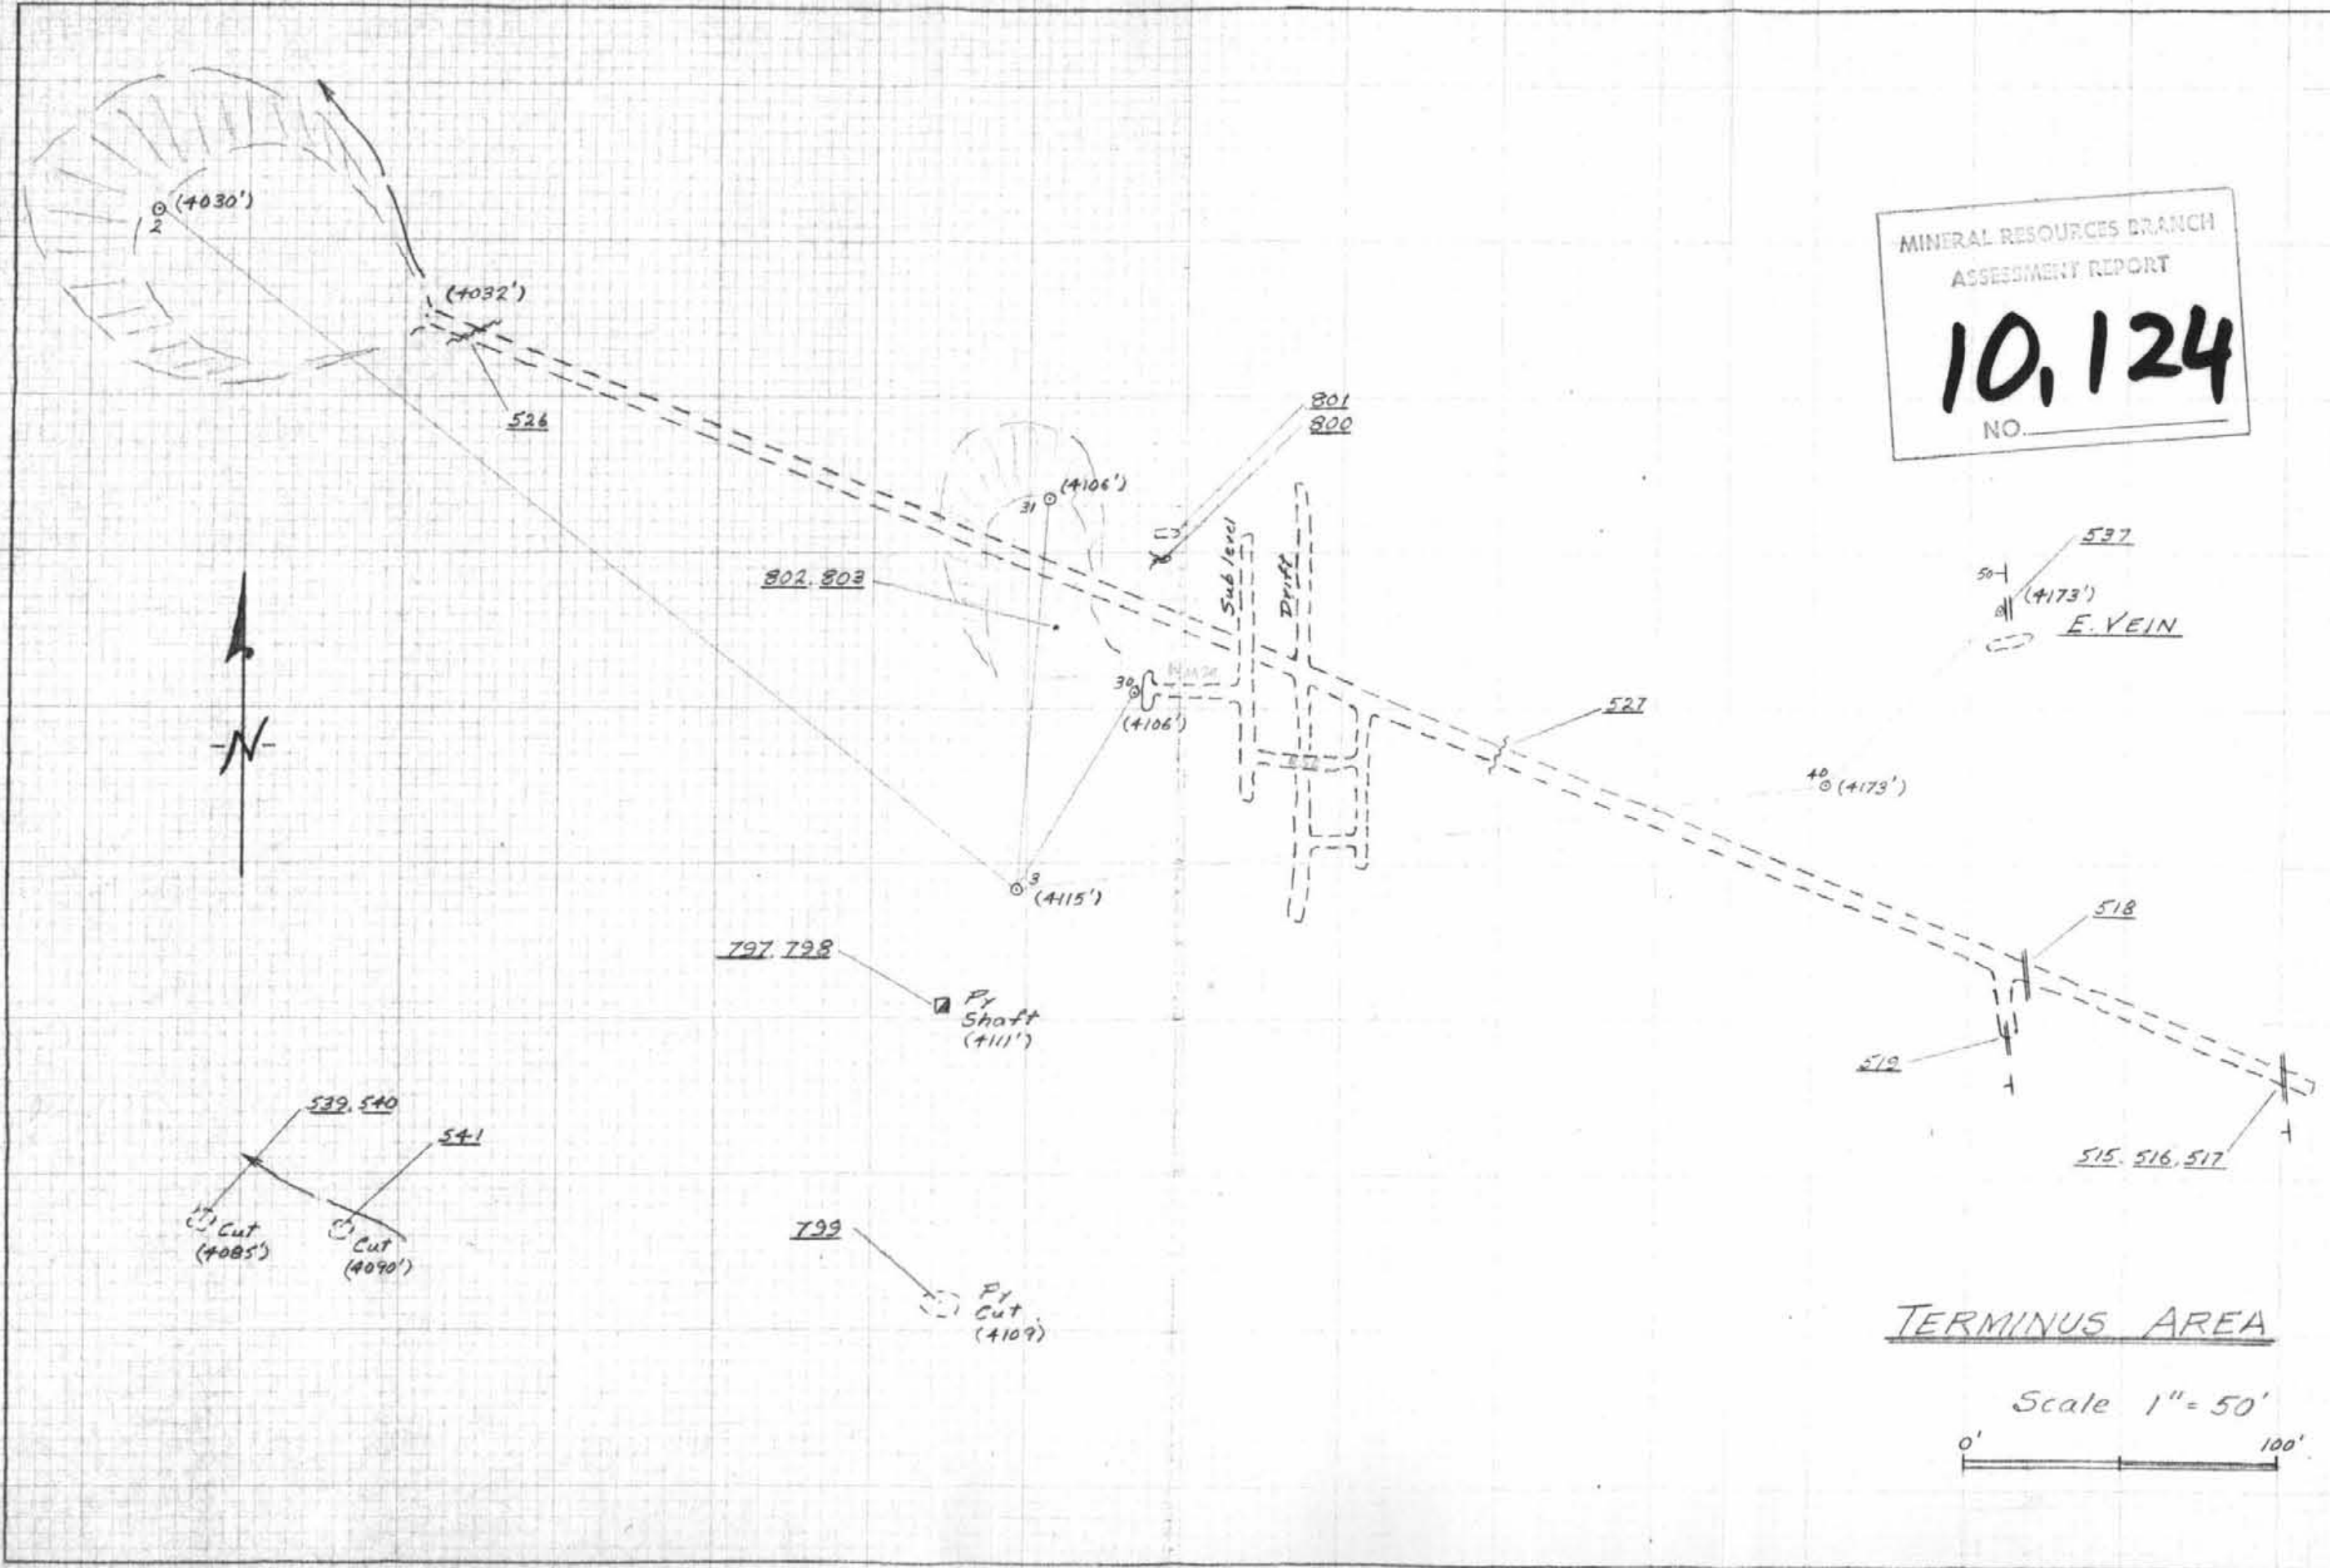 MINERAL RESOURCES BRANCH
ASSESSMENT REPORT
10,124
NO.
(4030')
2
(4032')
526
801
800
31
(4106')
802, 803
Sub level
Drift
537
50
(4173')
E. VEIN
30
(4106')
527
40
(4173')
3
(4115')
518
797, 798
Py
Shaft
(4111')
519
N
539, 540
541
515, 516, 517
Cut
(4085')
Cut
(4090')
799
Py
Cut
(4109)
TERMINUS AREA
Scale 1" = 50'
0' 100'